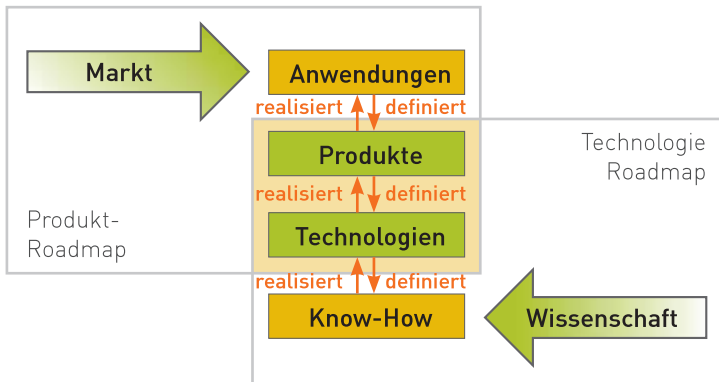 Markt
Anwendungen
realisiert definiert
Produkte
Technologie
Roadmap
realisiert definiert
Produkt-
Roadmap
Technologien
realisiert definiert
Know-How
Wissenschaft